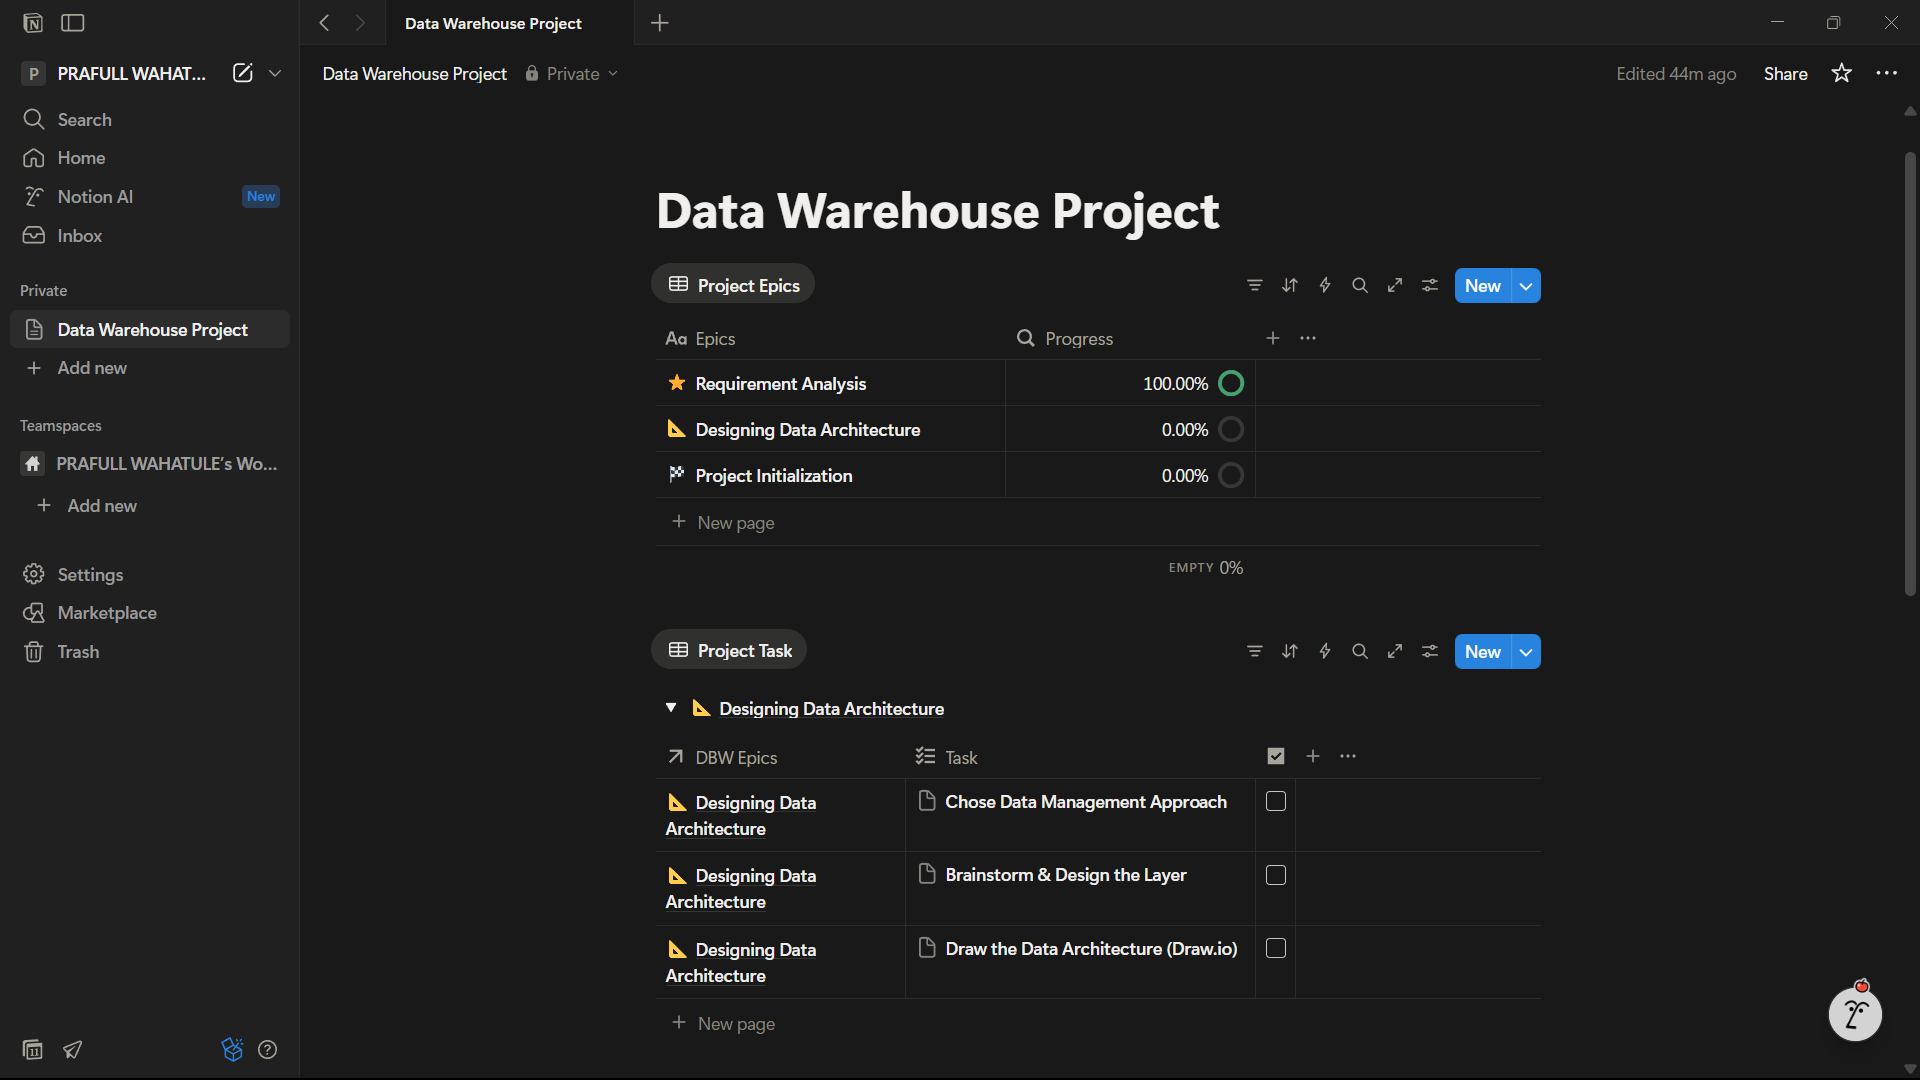 Data Warehouse Project
P PRAFULL WAHAT...
Data Warehouse Project Private
Edited 44m ago Share
Search
Home
Notion AI New
Inbox
Private
Data Warehouse Project
Add new
Teamspaces
PRAFULL WAHATULE's Wo...
Add new
Settings
Marketplace
Trash
11
Data Warehouse Project
Project Epics
New
Aa Epics Progress
Requirement Analysis 100.00%
Designing Data Architecture 0.00%
Project Initialization 0.00%
New page
EMPTY 0%
Project Task
New
Designing Data Architecture
DBW Epics Task
Designing Data Chose Data Management Approach
Architecture
Designing Data Brainstorm & Design the Layer
Architecture
Designing Data Draw the Data Architecture (Draw.io)
Architecture
New page